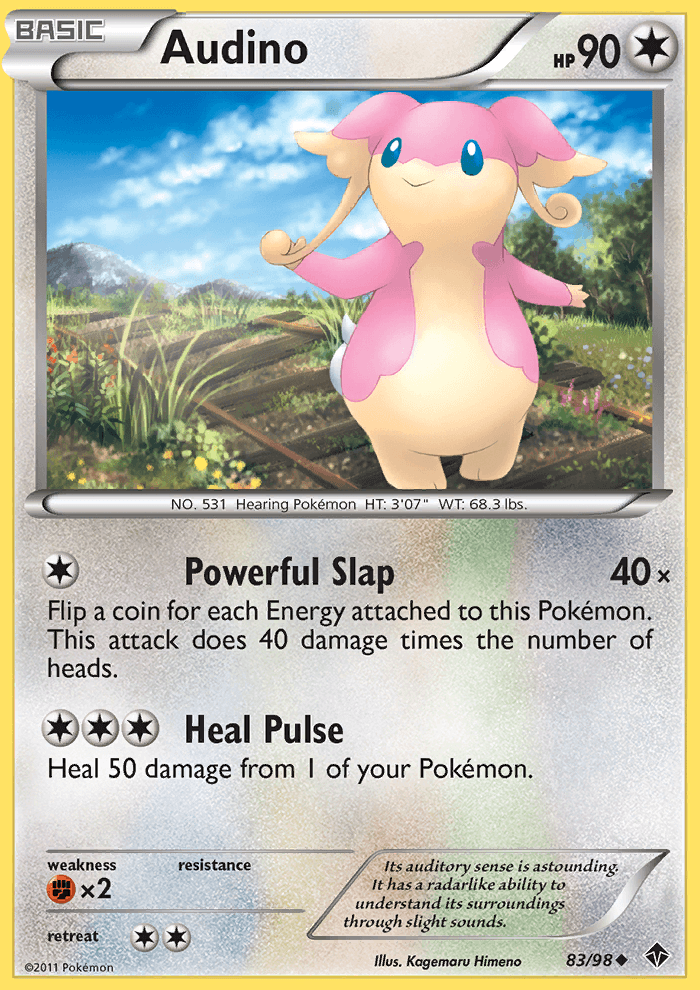 BASIC
Audino
HP 90
NO. 531 Hearing Pokémon HT: 3'07" WT: 68.3 lbs.
Powerful Slap 40×
Flip a coin for each Energy attached to this Pokémon.
This attack does 40 damage times the number of
heads.
Heal Pulse
Heal 50 damage from 1 of your Pokémon.
weakness resistance
×2
Its auditory sense is astounding.
It has a radarlike ability to
understand its surroundings
through slight sounds.
retreat
©2011 Pokémon
Illus. Kagemaru Himeno
83/98